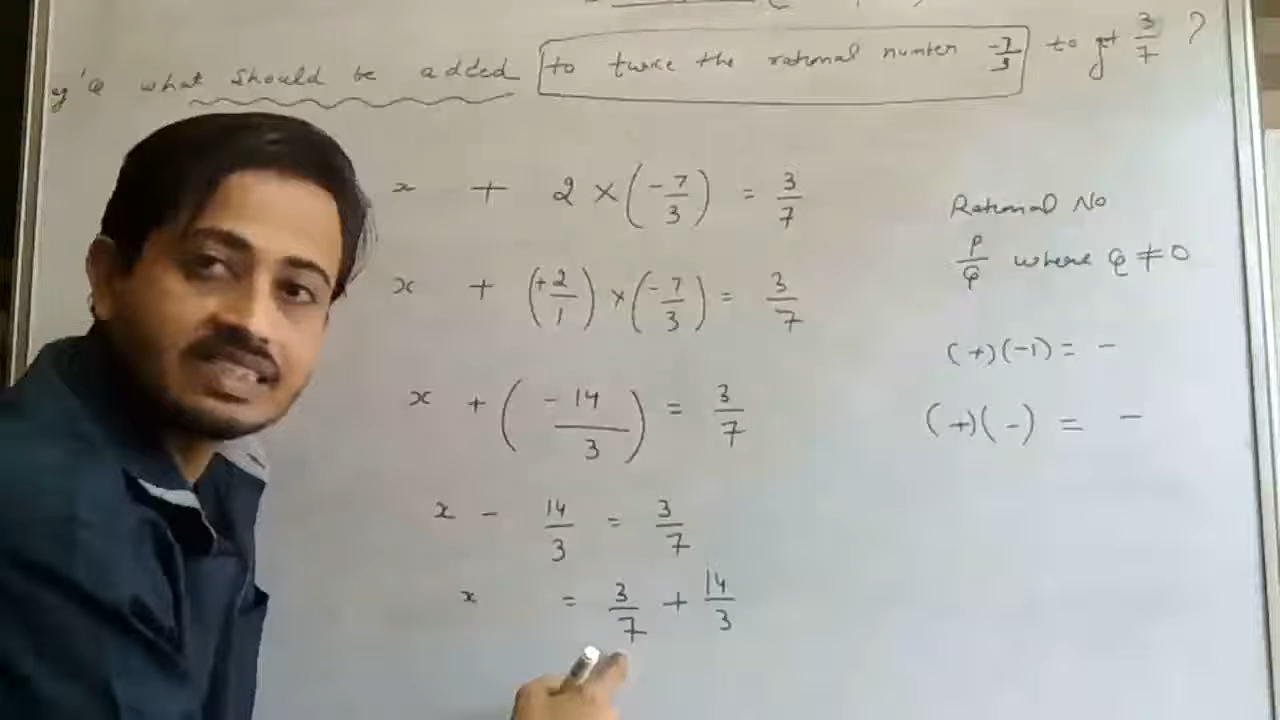 what should be added to twice the rational number -7/3 to get 3/7 ?
x + 2 × (-7/3) = 3/7
x + (+2/1) × (-7/3) = 3/7
x + (-14/3) = 3/7
x - 14/3 = 3/7
x = 3/7 + 14/3
Rational No
P/Q where Q ≠ 0
(+)(-1) = -
(+)(-) = -